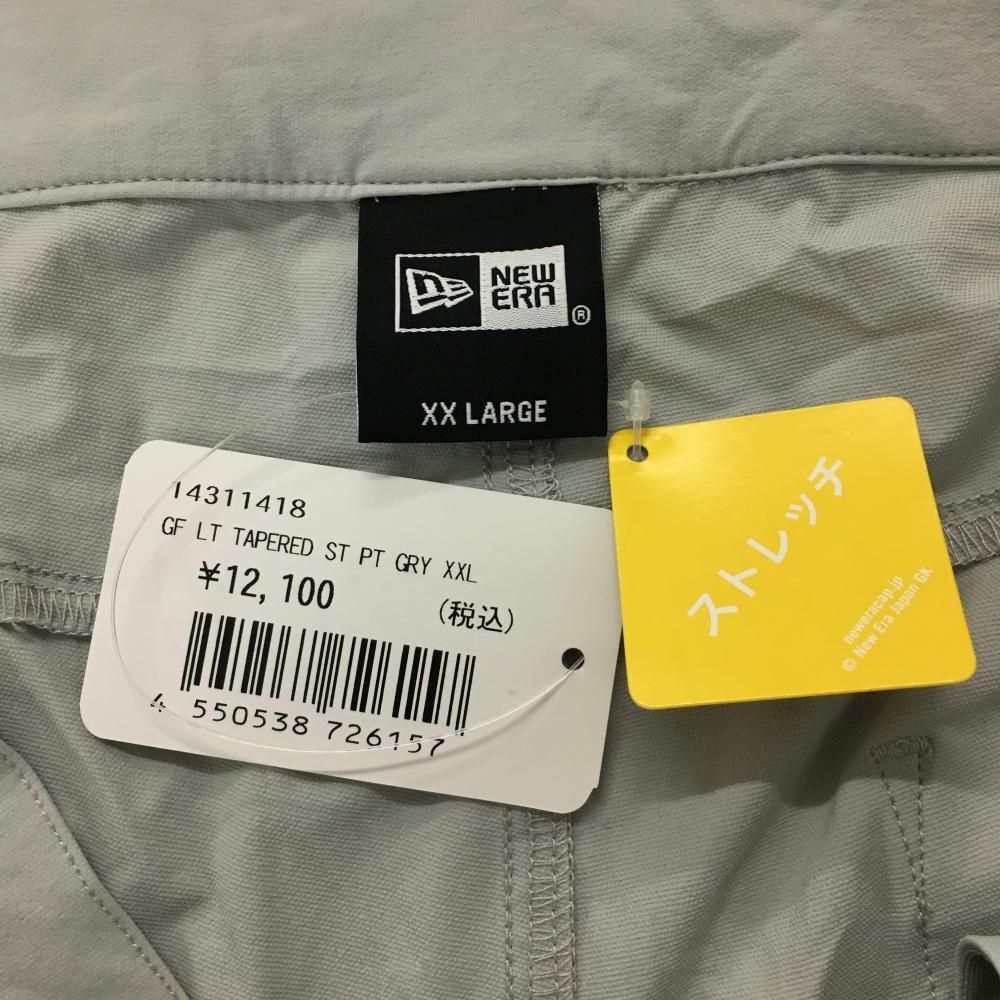 NEW
ERA
®
XX LARGE
14311418
GF LT TAPERED ST PT GRY XXL
¥12,100
(税込)
4 550538 726157
ストレッチ
neweracap.jp
© New Era Japan GK